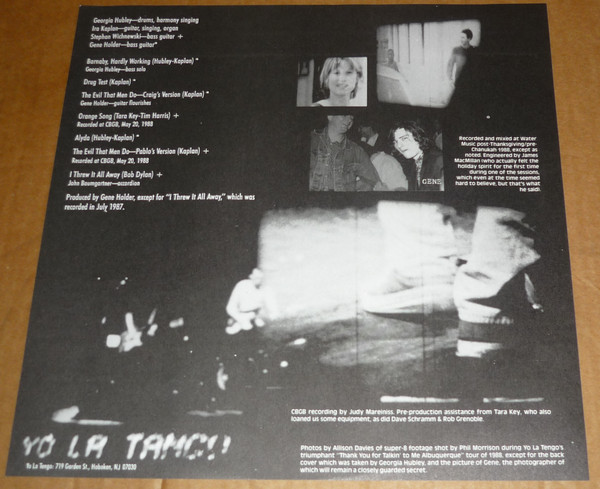 Georgia Hubley—drums, harmony singing
Ira Kaplan—guitar, singing, organ
Stephan Wichnewski—bass guitar +
Gene Holder—bass guitar*
Barnaby, Hardly Working (Hubley-Kaplan) *
Georgia Hubley—bass solo
Drug Test (Kaplan) *
The Evil That Men Do—Craig's Version (Kaplan) *
Gene Holder—guitar flourishes
Orange Song (Tara Key-Tim Harris) +
Recorded at CBGB, May 20, 1988
Alyda (Hubley-Kaplan) *
The Evil That Men Do—Pablo's Version (Kaplan) +
Recorded at CBGB, May 20, 1988
I Threw It All Away (Bob Dylan) +
John Baumgartner—accordion
Produced by Gene Holder, except for "I Threw It All Away," which was
recorded in July 1987.
GENE
Recorded and mixed at Water
Music post-Thanksgiving/pre-
Chanukah 1988, except as
noted. Engineered by James
MacMillan (who actually felt the
holiday spirit for the first time
during one of the sessions,
which even at the time seemed
hard to believe, but that's what
he said).
CBGB recording by Judy Mareiniss. Pre-production assistance from Tara Key, who also
loaned us some equipment, as did Dave Schramm & Rob Grenoble.
YO LA TANGO!
Yo La Tengo: 719 Garden St, Hoboken, NJ 07030
Photos by Allison Davies of super-8 footage shot by Phil Morrison during Yo La Tengo's
triumphant "Thank You for Talkin' to Me Albuquerque" tour of 1988, except for the back
cover which was taken by Georgia Hubley, and the picture of Gene, the photographer of
which will remain a closely guarded secret.